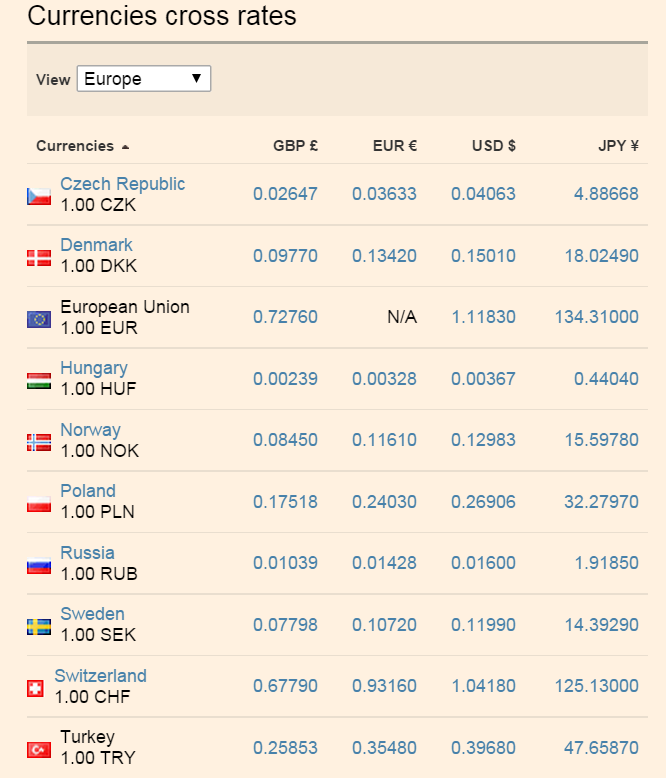 Currencies cross rates
View Europe
Currencies GBP £ EUR € USD $ JPY ¥
Czech Republic
1.00 CZK 0.02647 0.03633 0.04063 4.88668
Denmark
1.00 DKK 0.09770 0.13420 0.15010 18.02490
European Union
1.00 EUR 0.72760 N/A 1.11830 134.31000
Hungary
1.00 HUF 0.00239 0.00328 0.00367 0.44040
Norway
1.00 NOK 0.08450 0.11610 0.12983 15.59780
Poland
1.00 PLN 0.17518 0.24030 0.26906 32.27970
Russia
1.00 RUB 0.01039 0.01428 0.01600 1.91850
Sweden
1.00 SEK 0.07798 0.10720 0.11990 14.39290
Switzerland
1.00 CHF 0.67790 0.93160 1.04180 125.13000
Turkey
1.00 TRY 0.25853 0.35480 0.39680 47.65870